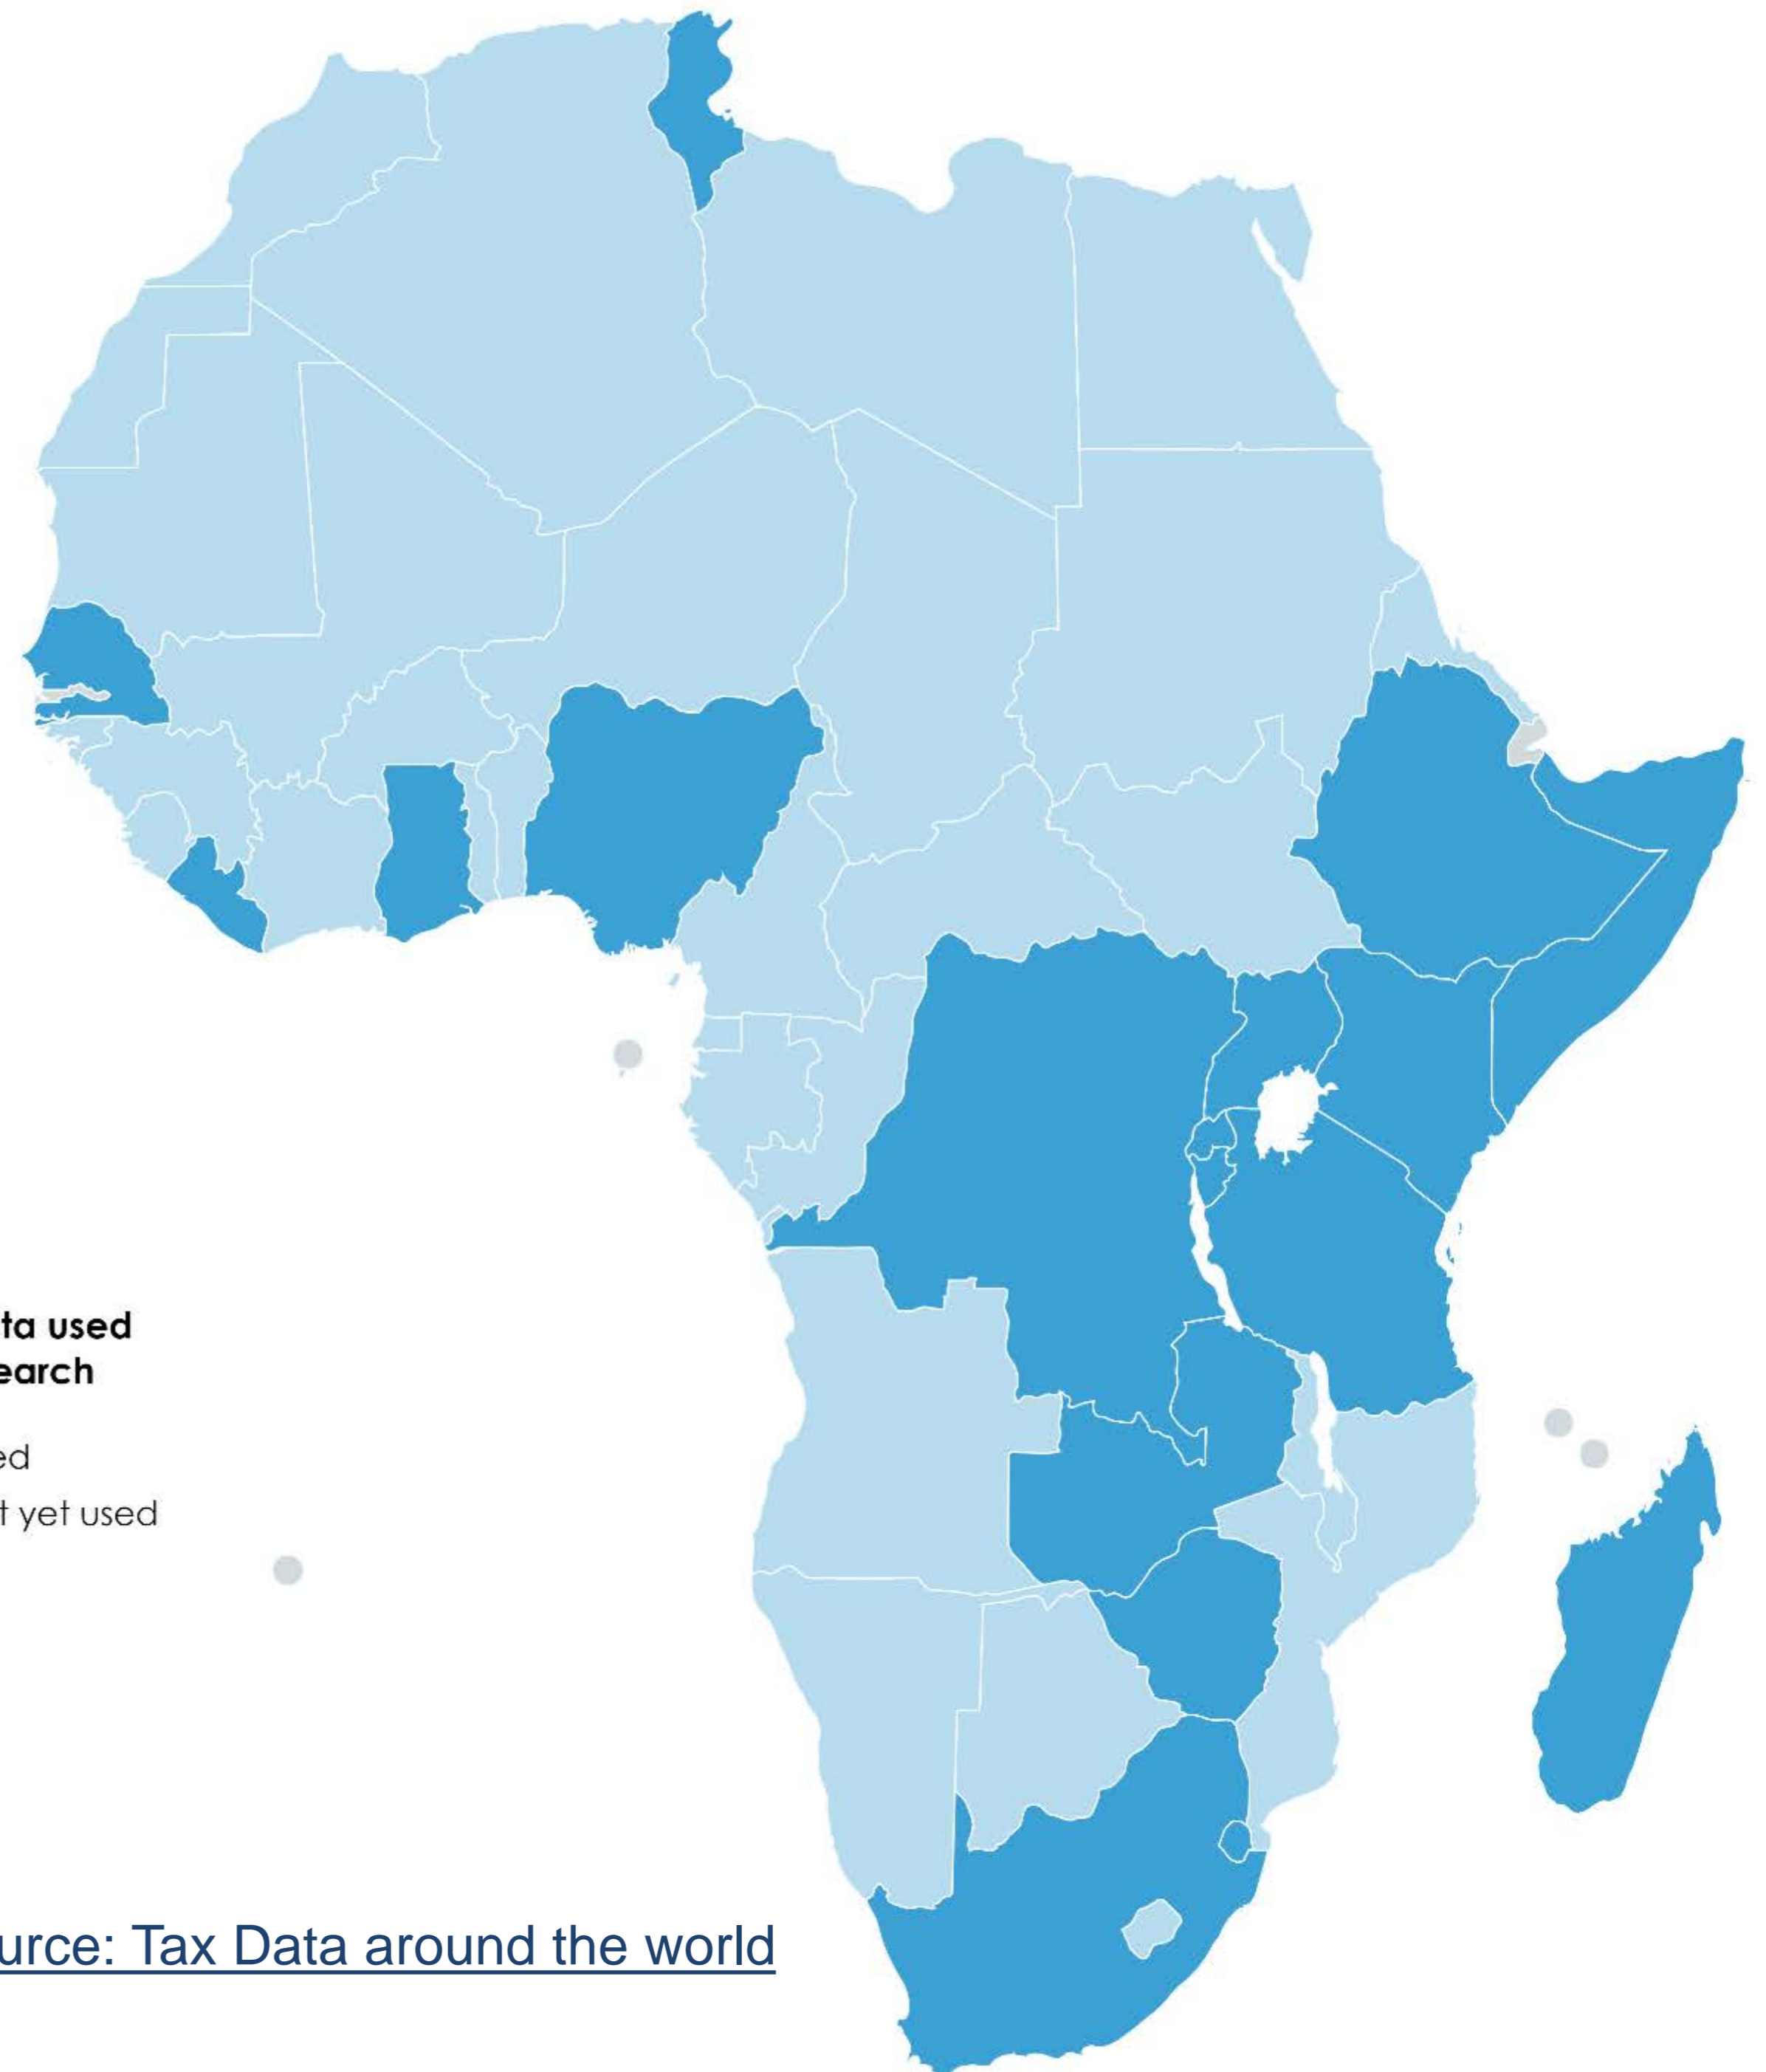 ta used
earch
ed
t yet used
urce: Tax Data around the world